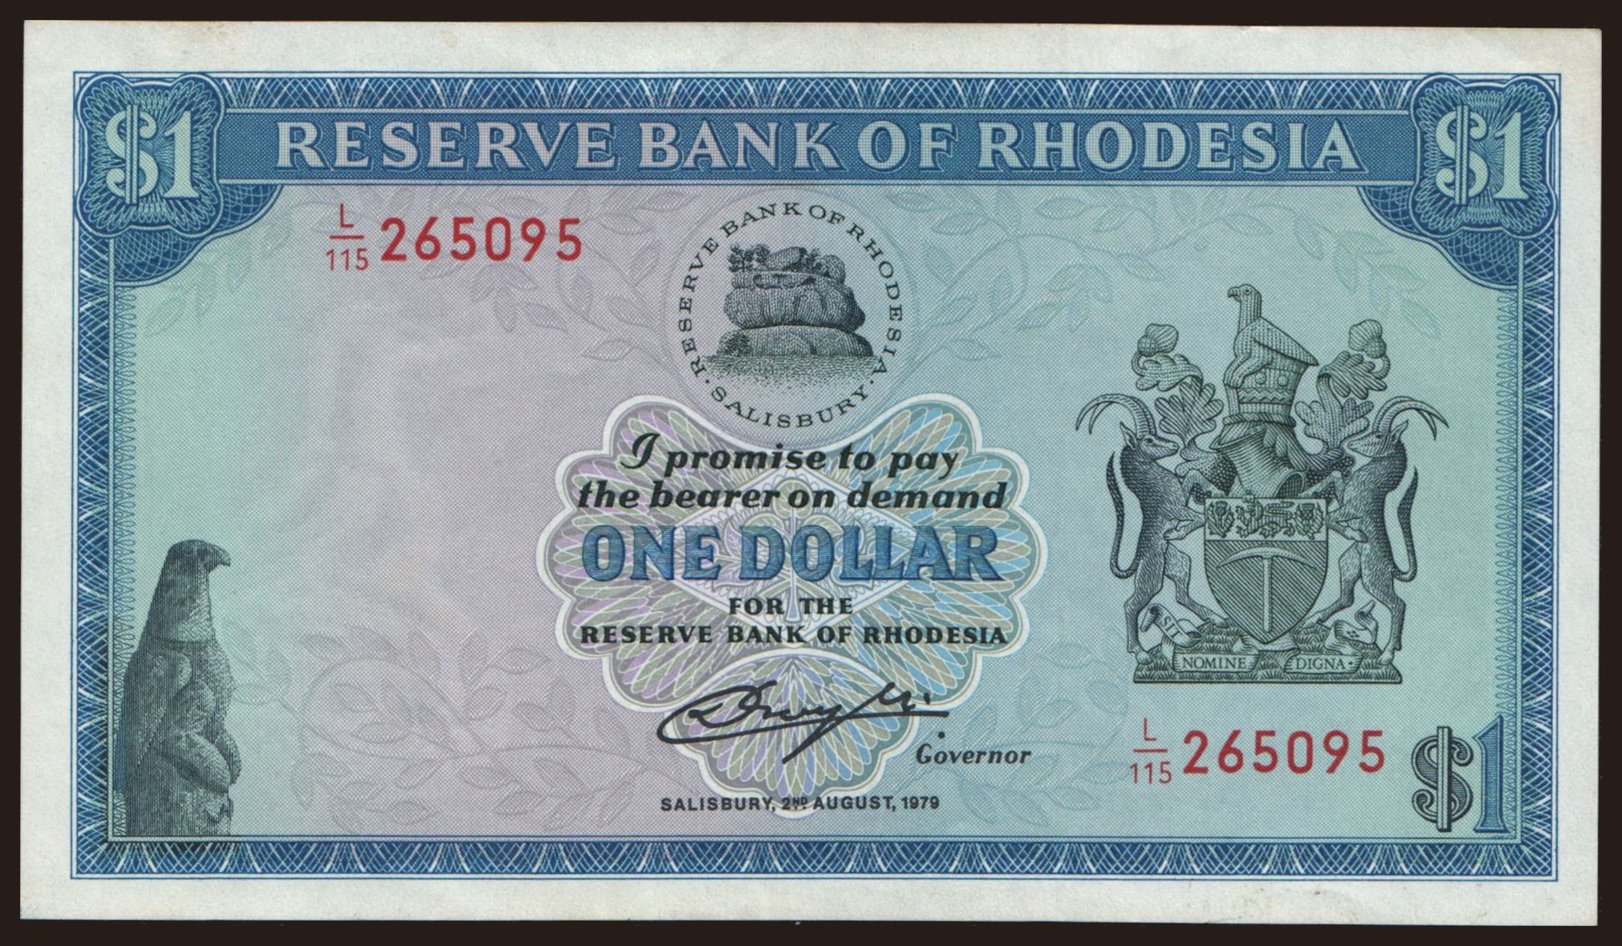 $1 RESERVE BANK OF RHODESIA $1
L/115 265095
RESERVE BANK OF RHODESIA
· SALISBURY ·
I promise to pay
the bearer on demand
ONE DOLLAR
FOR THE
RESERVE BANK OF RHODESIA
SIT
NOMINE DIGNA
Governor
L/115 265095
$1
SALISBURY, 2ND AUGUST, 1979